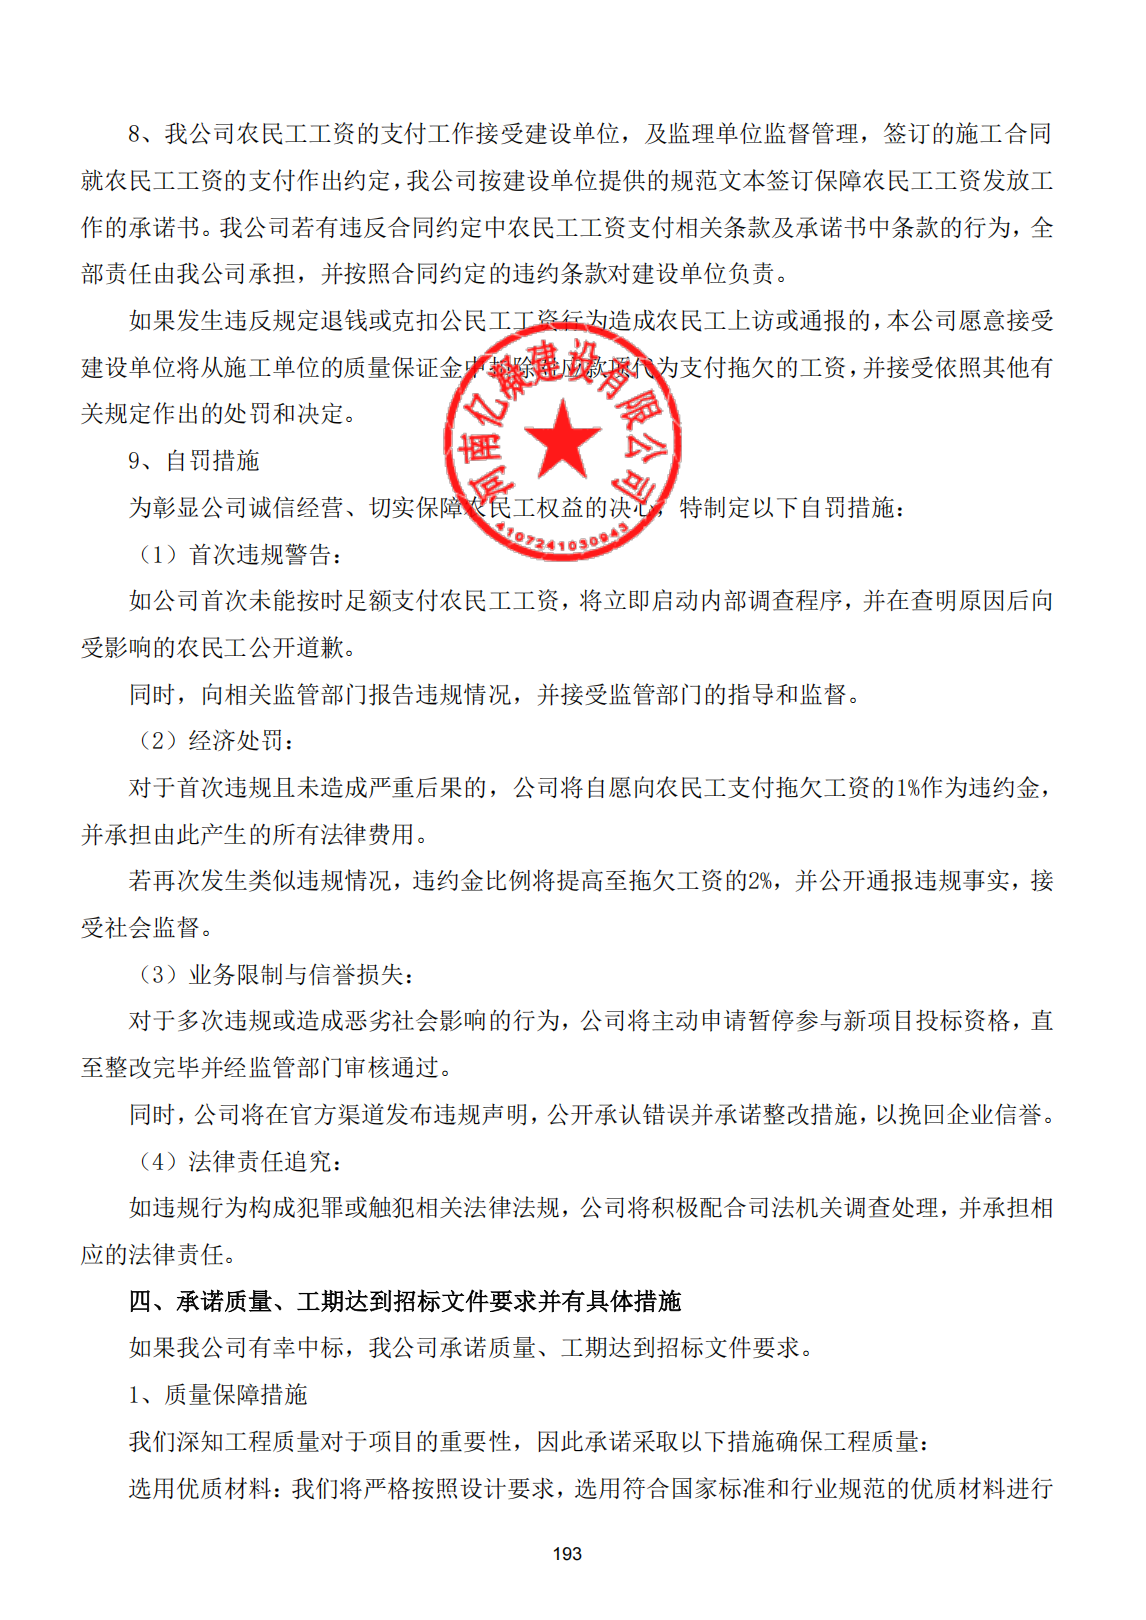 8、我公司农民工工资的支付工作接受建设单位，及监理单位监督管理，签订的施工合同
就农民工工资的支付作出约定，我公司按建设单位提供的规范文本签订保障农民工工资发放工
作的承诺书。我公司若有违反合同约定中农民工工资支付相关条款及承诺书中条款的行为，全
部责任由我公司承担，并按照合同约定的违约条款对建设单位负责。
如果发生违反规定退钱或克扣公民工工资行为造成农民工上访或通报的，本公司愿意接受
建设单位将从施工单位的质量保证金中扣除相应款项代为支付拖欠的工资，并接受依照其他有
关规定作出的处罚和决定。
9、自罚措施
为彰显公司诚信经营、切实保障农民工权益的决心，特制定以下自罚措施：
（1）首次违规警告：
如公司首次未能按时足额支付农民工工资，将立即启动内部调查程序，并在查明原因后向
受影响的农民工公开道歉。
同时，向相关监管部门报告违规情况，并接受监管部门的指导和监督。
（2）经济处罚：
对于首次违规且未造成严重后果的，公司将自愿向农民工支付拖欠工资的1%作为违约金，
并承担由此产生的所有法律费用。
若再次发生类似违规情况，违约金比例将提高至拖欠工资的2%，并公开通报违规事实，接
受社会监督。
（3）业务限制与信誉损失：
对于多次违规或造成恶劣社会影响的行为，公司将主动申请暂停参与新项目投标资格，直
至整改完毕并经监管部门审核通过。
同时，公司将在官方渠道发布违规声明，公开承认错误并承诺整改措施，以挽回企业信誉。
（4）法律责任追究：
如违规行为构成犯罪或触犯相关法律法规，公司将积极配合司法机关调查处理，并承担相
应的法律责任。
四、承诺质量、工期达到招标文件要求并有具体措施
如果我公司有幸中标，我公司承诺质量、工期达到招标文件要求。
1、质量保障措施
我们深知工程质量对于项目的重要性，因此承诺采取以下措施确保工程质量：
选用优质材料：我们将严格按照设计要求，选用符合国家标准和行业规范的优质材料进行
193
河南亿凝建设有限公司
4107241030943